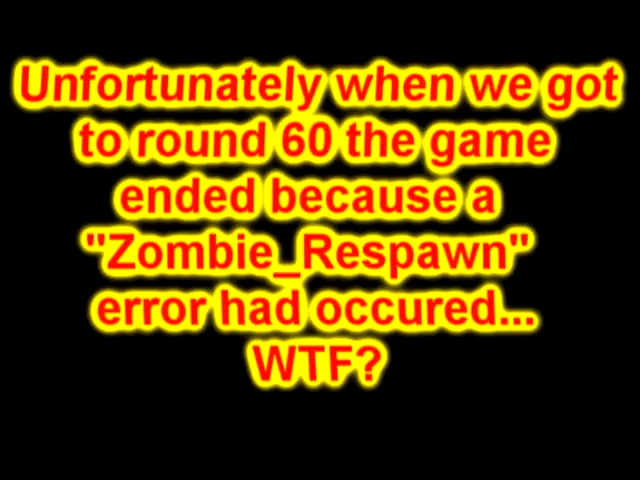 Unfortunately when we got
to round 60 the game
ended because a
"Zombie_Respawn"
error had occured...
WTF?